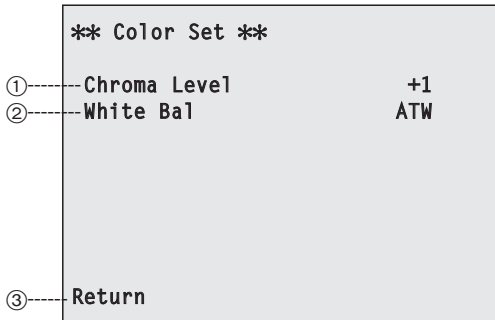 ** Color Set **
① Chroma Level +1
② White Bal ATW
③ Return